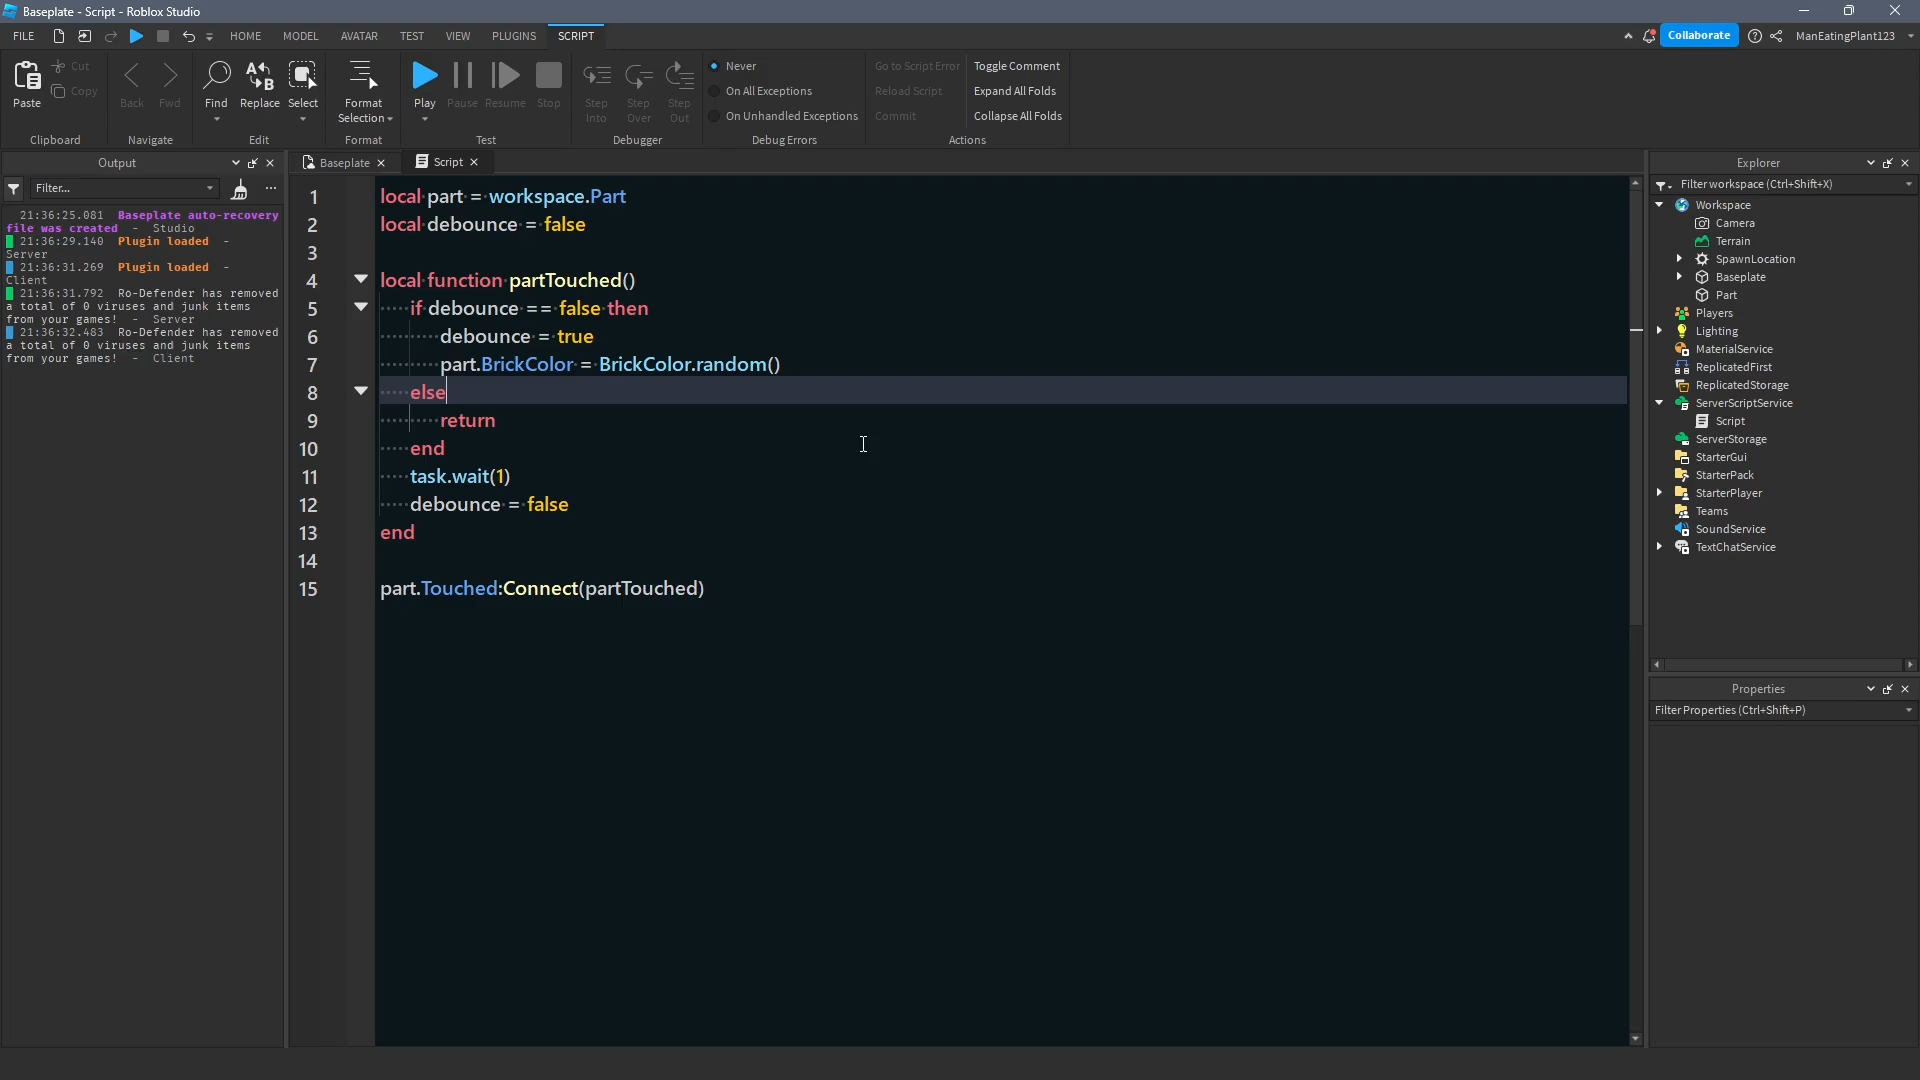 Baseplate - Script - Roblox Studio
FILE HOME MODEL AVATAR TEST VIEW PLUGINS SCRIPT Collaborate ManEatingPlant123
Paste Cut Copy Back Fwd Find Replace Select Format Selection Play Pause Resume Stop Step Into Step Over Step Out
Never
On All Exceptions
On Unhandled Exceptions
Go to Script Error
Reload Script
Commit
Toggle Comment
Expand All Folds
Collapse All Folds
Clipboard Navigate Edit Format Test Debugger Debug Errors Actions
Output
Filter...
21:36:25.081 Baseplate auto-recovery
file was created - Studio
21:36:29.140 Plugin loaded -
Server
21:36:31.269 Plugin loaded -
Client
21:36:31.792 Ro-Defender has removed
a total of 0 viruses and junk items
from your games! - Server
21:36:32.483 Ro-Defender has removed
a total of 0 viruses and junk items
from your games! - Client
Baseplate Script
1 local part = workspace.Part
2 local debounce = false
3
4 local function partTouched()
5 if debounce == false then
6 debounce = true
7 part.BrickColor = BrickColor.random()
8 else
9 return
10 end
11 task.wait(1)
12 debounce = false
13 end
14
15 part.Touched:Connect(partTouched)
Explorer
Filter workspace (Ctrl+Shift+X)
Workspace
Camera
Terrain
SpawnLocation
Baseplate
Part
Players
Lighting
MaterialService
ReplicatedFirst
ReplicatedStorage
ServerScriptService
Script
ServerStorage
StarterGui
StarterPack
StarterPlayer
Teams
SoundService
TextChatService
Properties
Filter Properties (Ctrl+Shift+P)